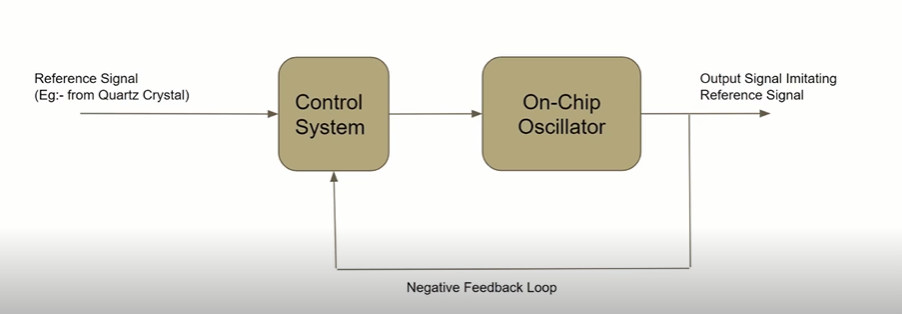 Reference Signal
(Eg:- from Quartz Crystal)
Control
System
On-Chip
Oscillator
Output Signal Imitating
Reference Signal
Negative Feedback Loop